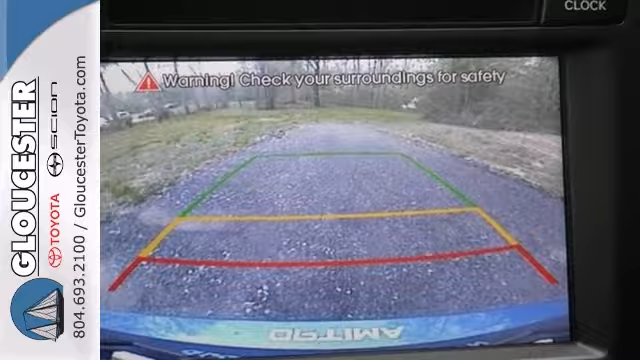 CLOCK
Warning! Check your surroundings for safety
GLOUCESTER
TOYOTA SCION
804.693.2100 / GloucesterToyota.com
OPTIMA